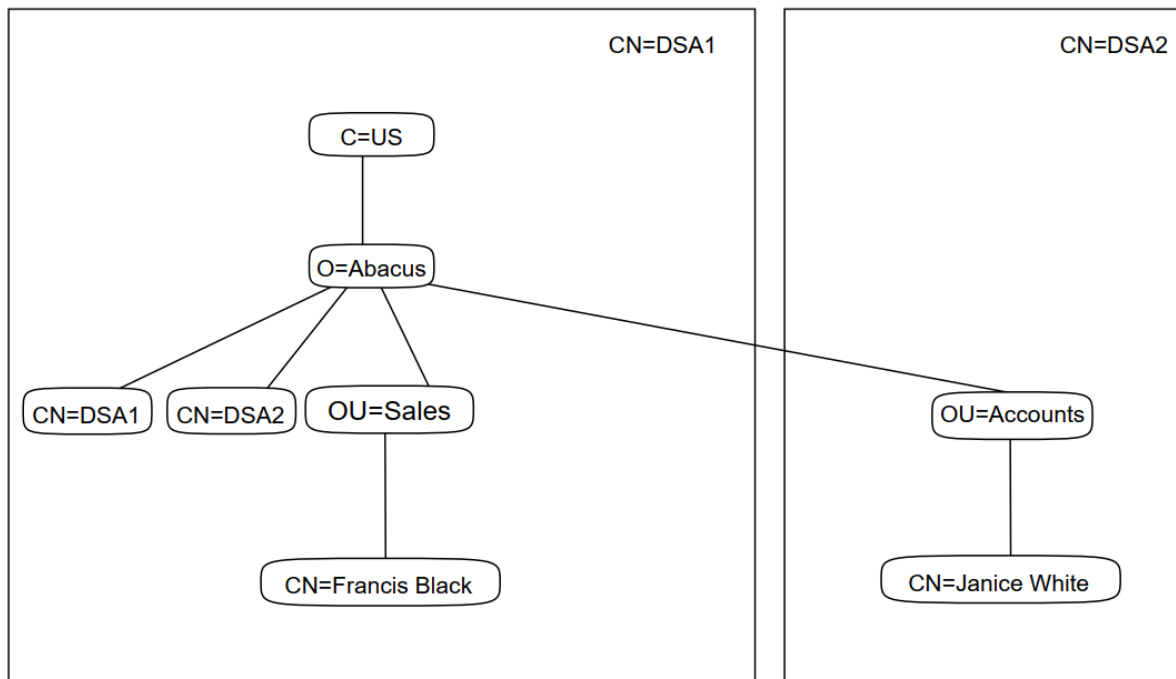 CN=DSA1
CN=DSA2
C=US
O=Abacus
CN=DSA1
CN=DSA2
OU=Sales
OU=Accounts
CN=Francis Black
CN=Janice White